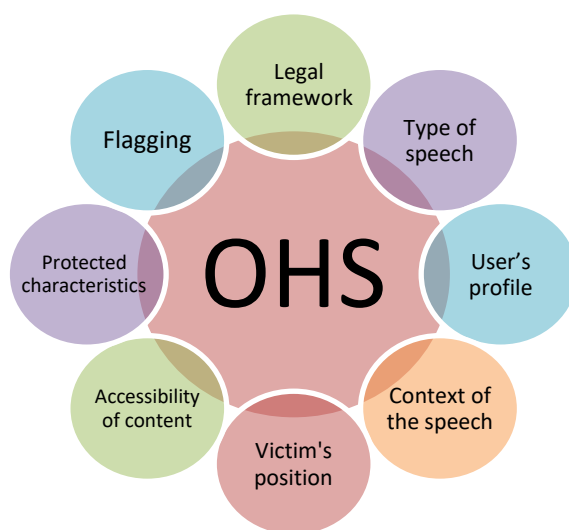 Legal
framework
Type of
speech
User's
profile
Context of
the speech
Victim's
position
Accessibility
of content
Protected
characteristics
Flagging
OHS